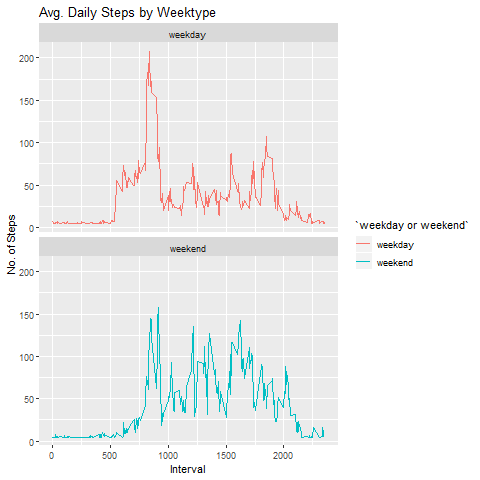 Avg. Daily Steps by Weektype
weekday
200
150
100
50
0
weekend
200
150
100
50
0
No. of Steps
0 500 1000 1500 2000
Interval
`weekday or weekend`
weekday
weekend